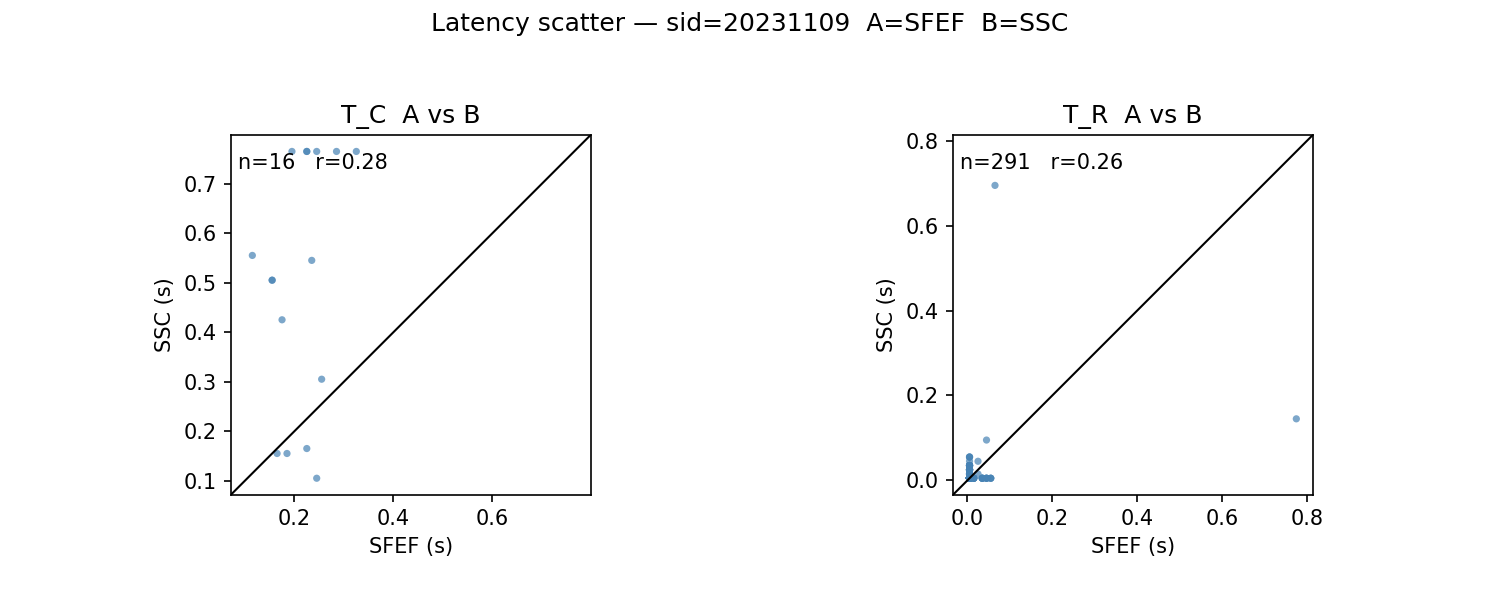 Latency scatter — sid=20231109  A=SFEF  B=SSC
T_C  A vs B
n=16   r=0.28
0.7
0.6
0.5
0.4
0.3
0.2
0.1
SSC (s)
0.2
0.4
0.6
SFEF (s)
T_R  A vs B
n=291   r=0.26
0.8
0.6
0.4
0.2
0.0
SSC (s)
0.0
0.2
0.4
0.6
0.8
SFEF (s)